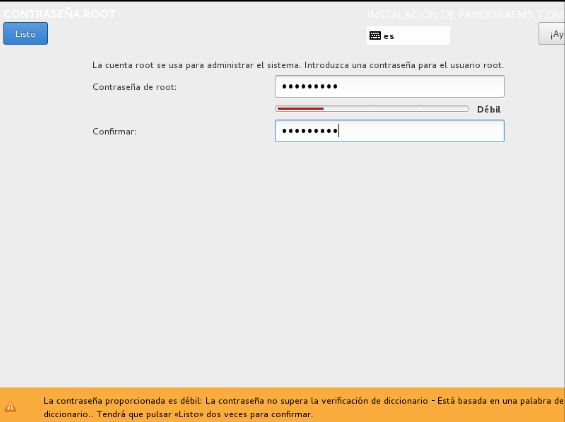 CONTRASEÑA ROOT
INSTALACIÓN DE PANDORAFMS 7.0N
Listo
es
¡Ay
La cuenta root se usa para administrar el sistema. Introduzca una contraseña para el usuario root.
Contraseña de root: •••••••••
Débil
Confirmar: •••••••••
La contraseña proporcionada es débil: La contraseña no supera la verificación de diccionario - Está basada en una palabra de
diccionario.. Tendrá que pulsar «Listo» dos veces para confirmar.